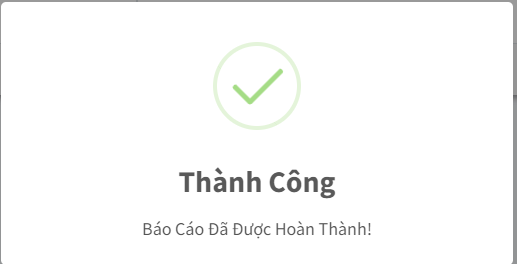 Thành Công
Báo Cáo Đã Được Hoàn Thành!